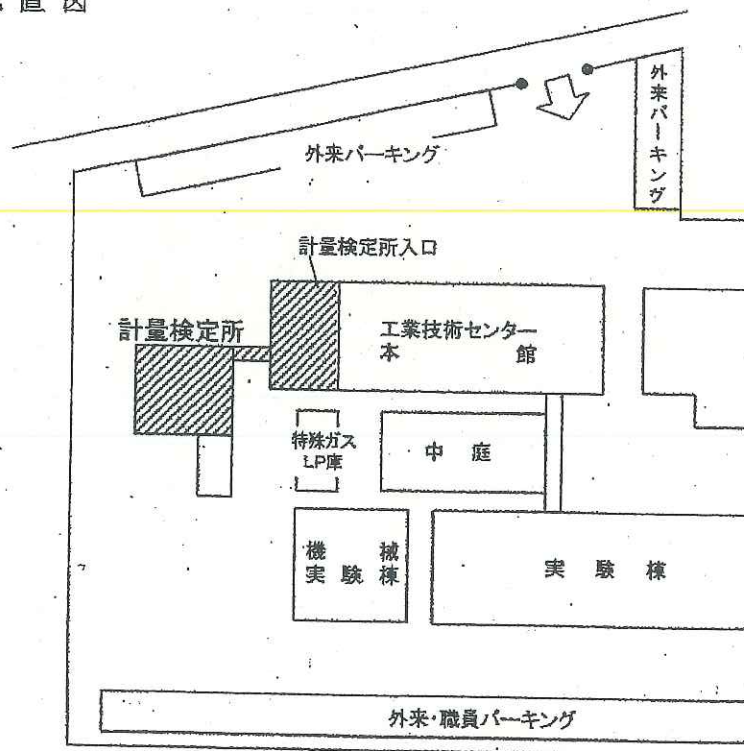 置図
外来パーキング
外来パーキング
計量検定所入口
計量検定所
工業技術センター
本館
特殊ガス
LP庫
中庭
機械
実験棟
実験棟
外来・職員パーキング